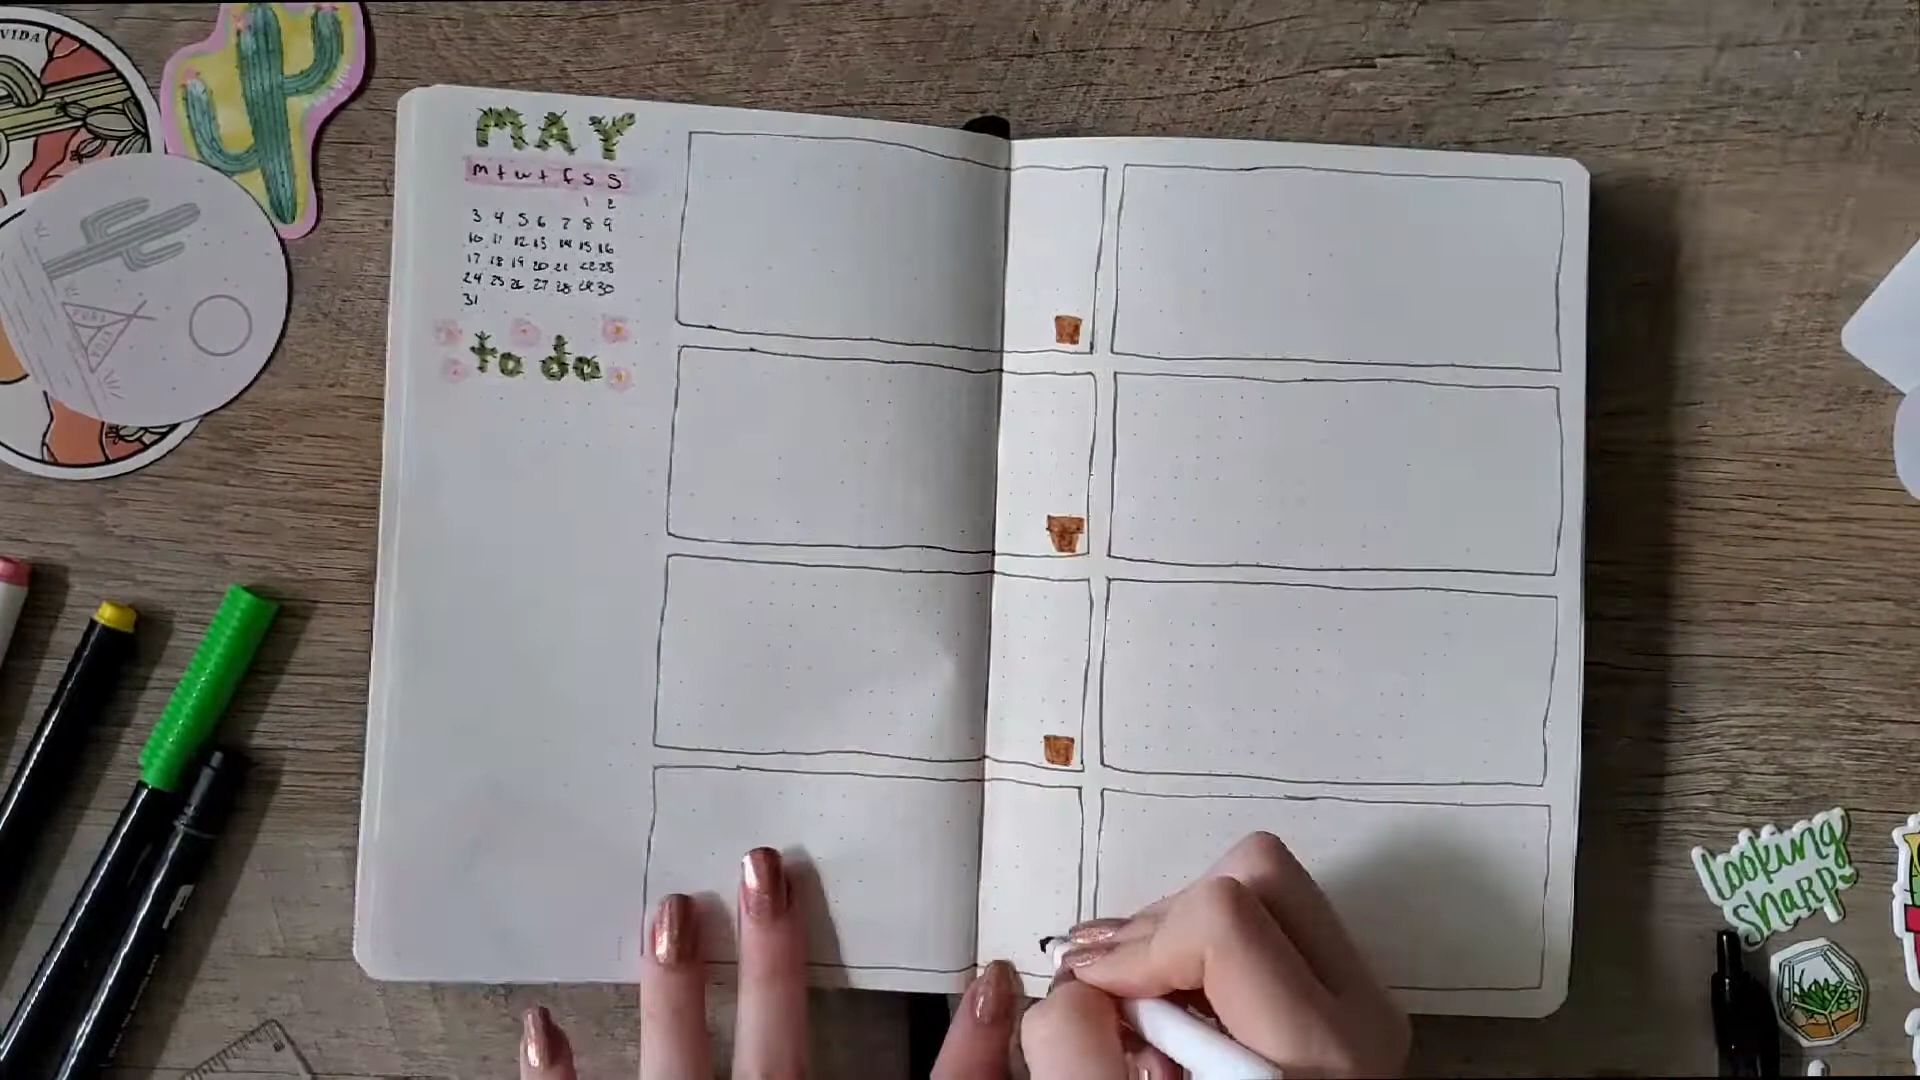 VIDA
MAY
m t w t f s s
1 2
3 4 5 6 7 8 9
10 11 12 13 14 15 16
17 18 19 20 21 22 23
24 25 26 27 28 29 30
31
to do
looking
sharp